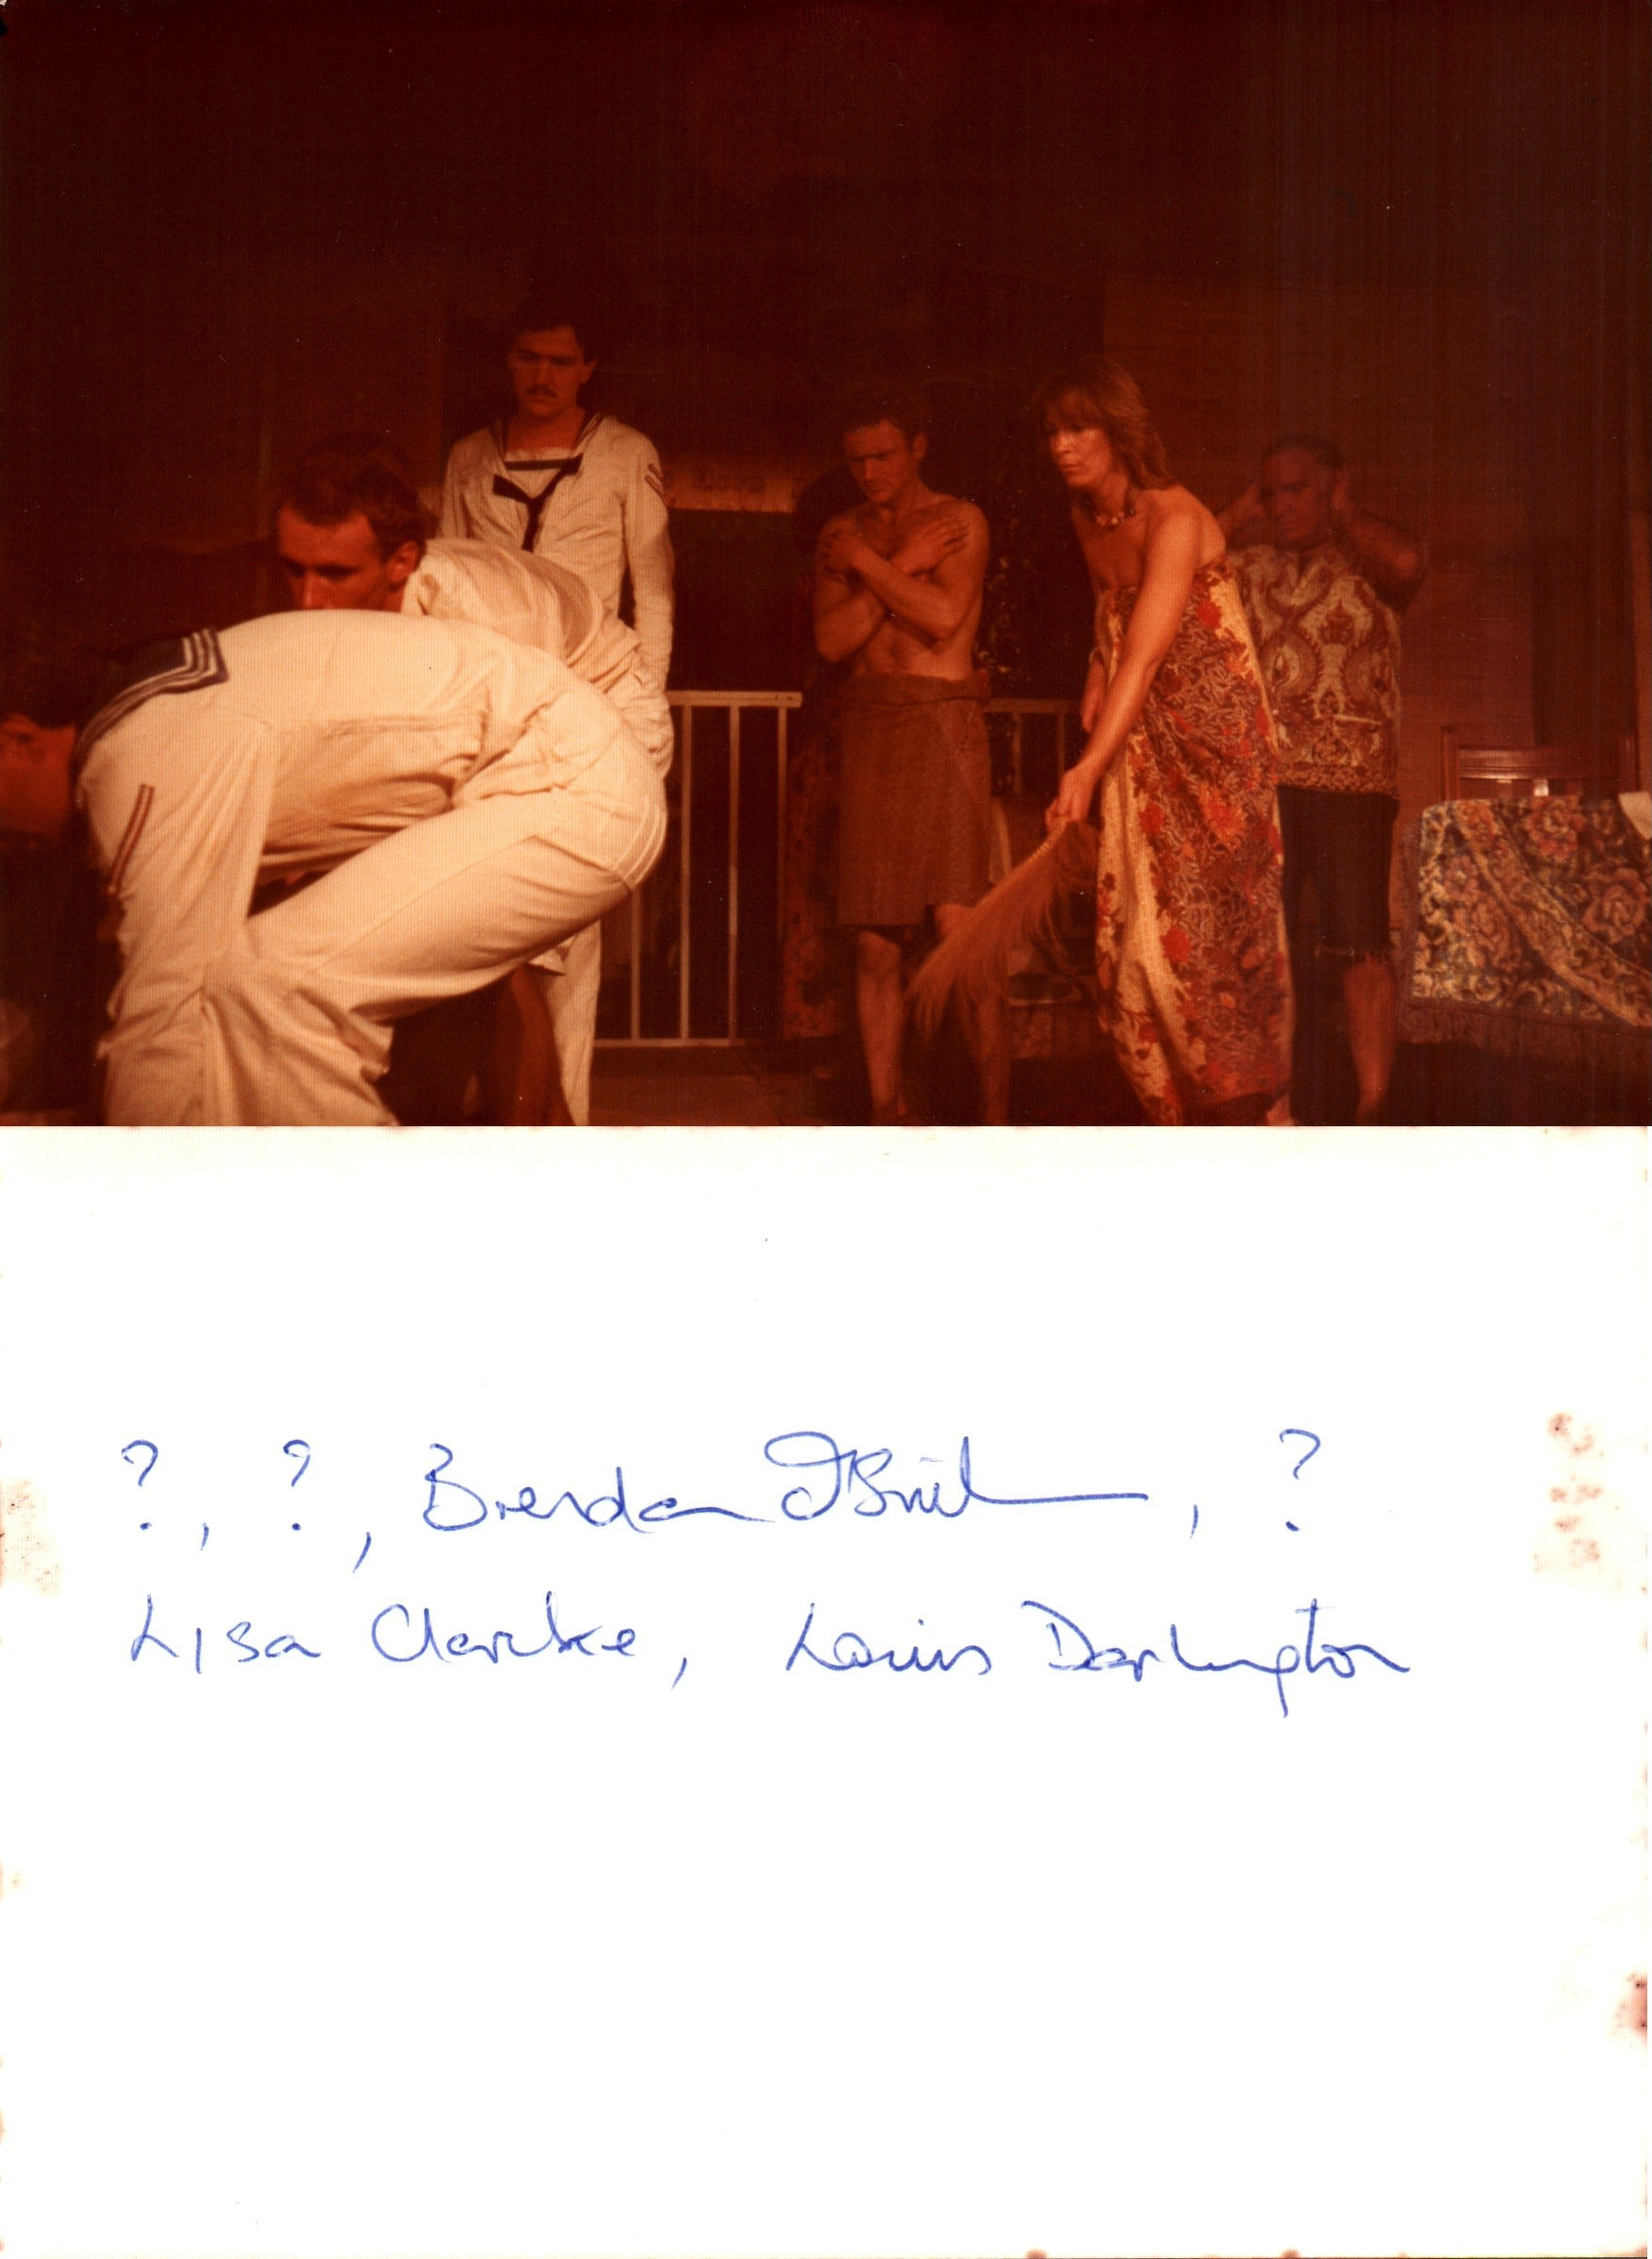 ?, ?, Brendan O'Brien, ?
Lisa Clarke, Louis Darlington